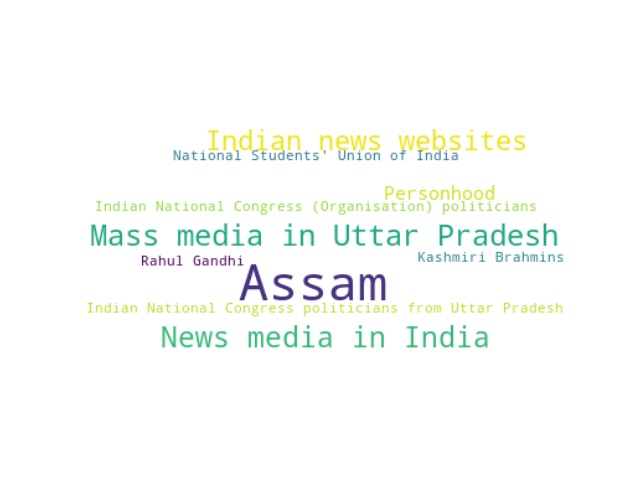 Indian news websites
National Students' Union of India
Personhood
Indian National Congress (Organisation) politicians
Mass media in Uttar Pradesh
Kashmiri Brahmins
Rahul Gandhi
Assam
Indian National Congress politicians from Uttar Pradesh
News media in India